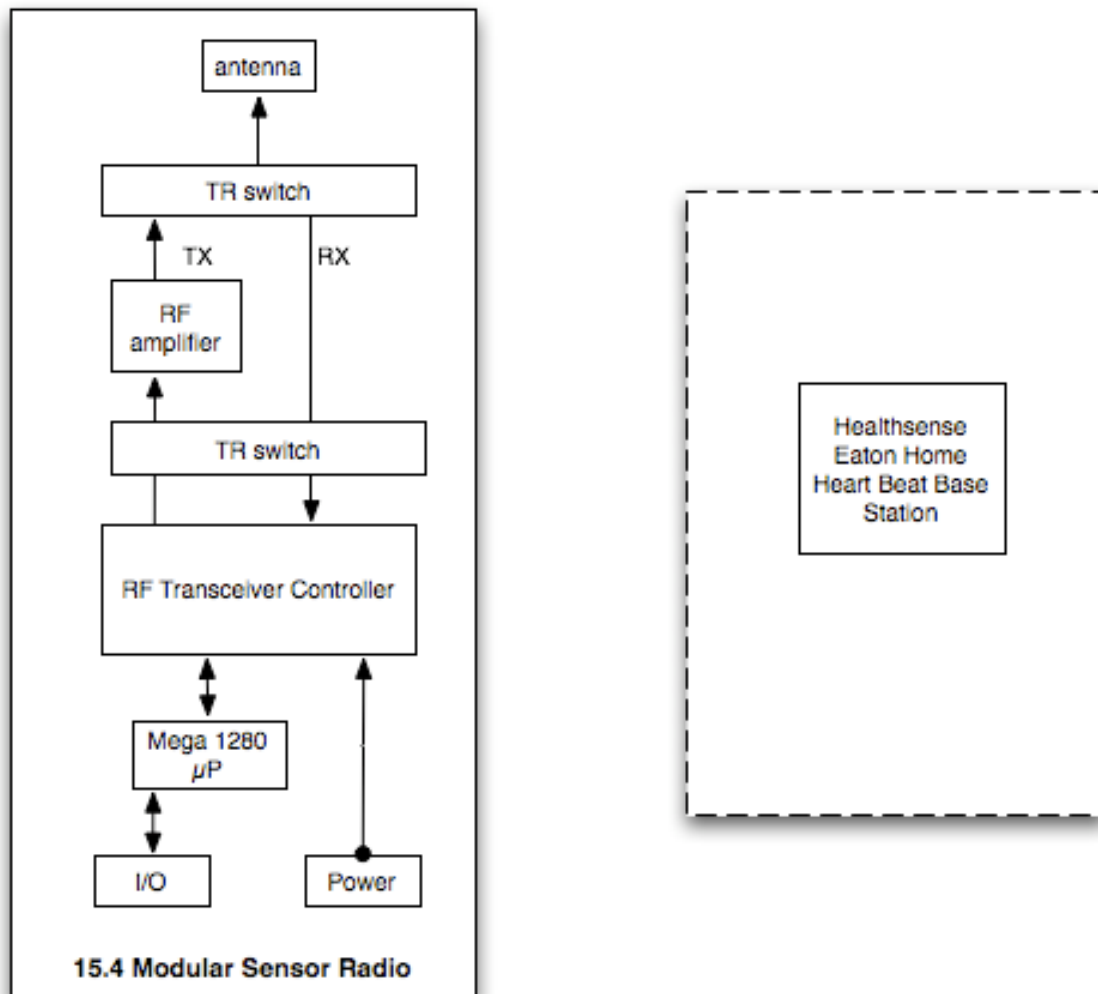 antenna
TR switch
TX
RX
RF
amplifier
TR switch
RF Transceiver Controller
Mega 1280
µP
I/O
Power
15.4 Modular Sensor Radio
Healthsense
Eaton Home
Heart Beat Base
Station